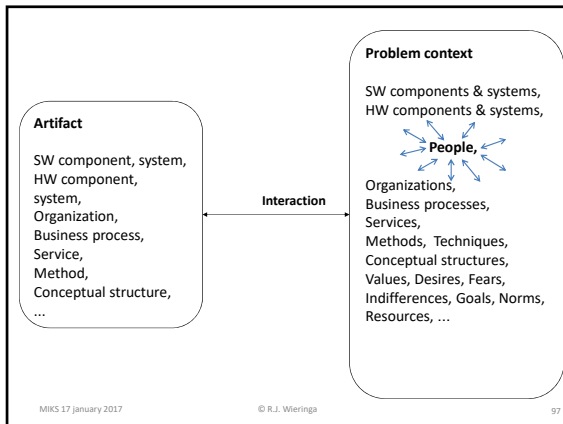 Artifact
SW component, system,
HW component,
system,
Organization,
Business process,
Service,
Method,
Conceptual structure,
...
Interaction
Problem context
SW components & systems,
HW components & systems,
People,
Organizations,
Business processes,
Services,
Methods, Techniques,
Conceptual structures,
Values, Desires, Fears,
Indifferences, Goals, Norms,
Resources, ...
MIKS 17 january 2017
© R.J. Wieringa
97